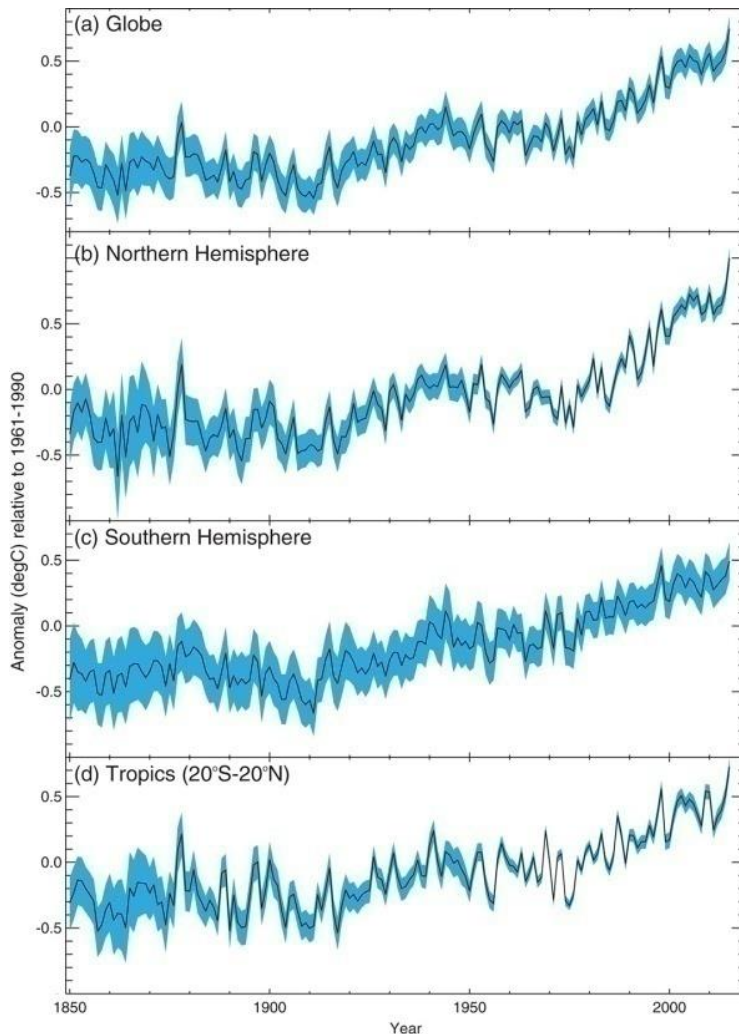 (a) Globe
0.5
0.0
-0.5
(b) Northern Hemisphere
0.5
0.0
-0.5
(c) Southern Hemisphere
0.5
0.0
-0.5
(d) Tropics (20°S-20°N)
0.5
0.0
-0.5
Anomaly (degC) relative to 1961-1990
1850 1900 1950 2000
Year